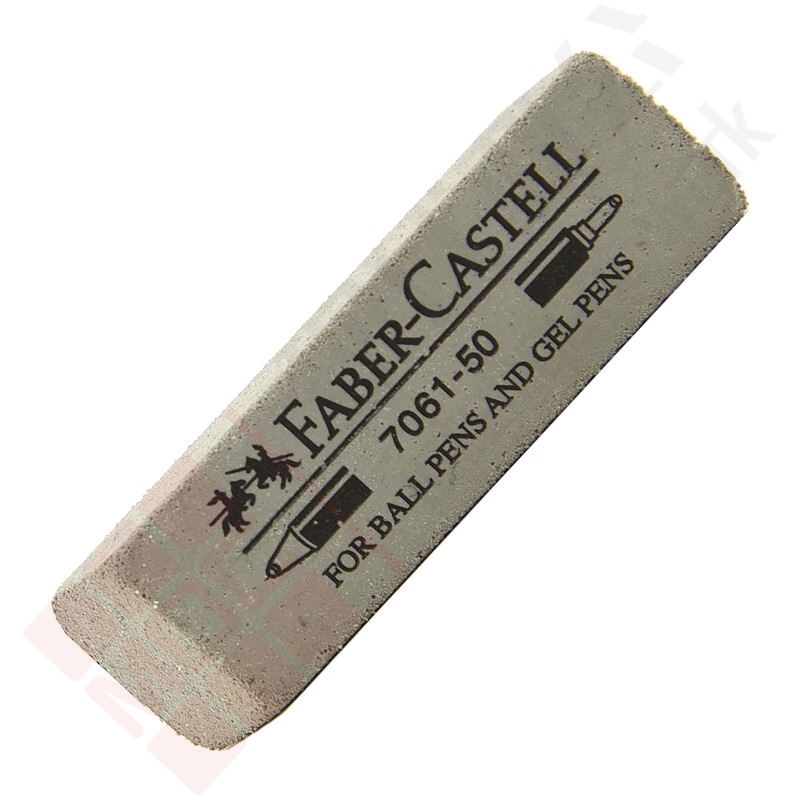 FABER-CASTELL
7061-50
FOR BALL PENS AND GEL PENS